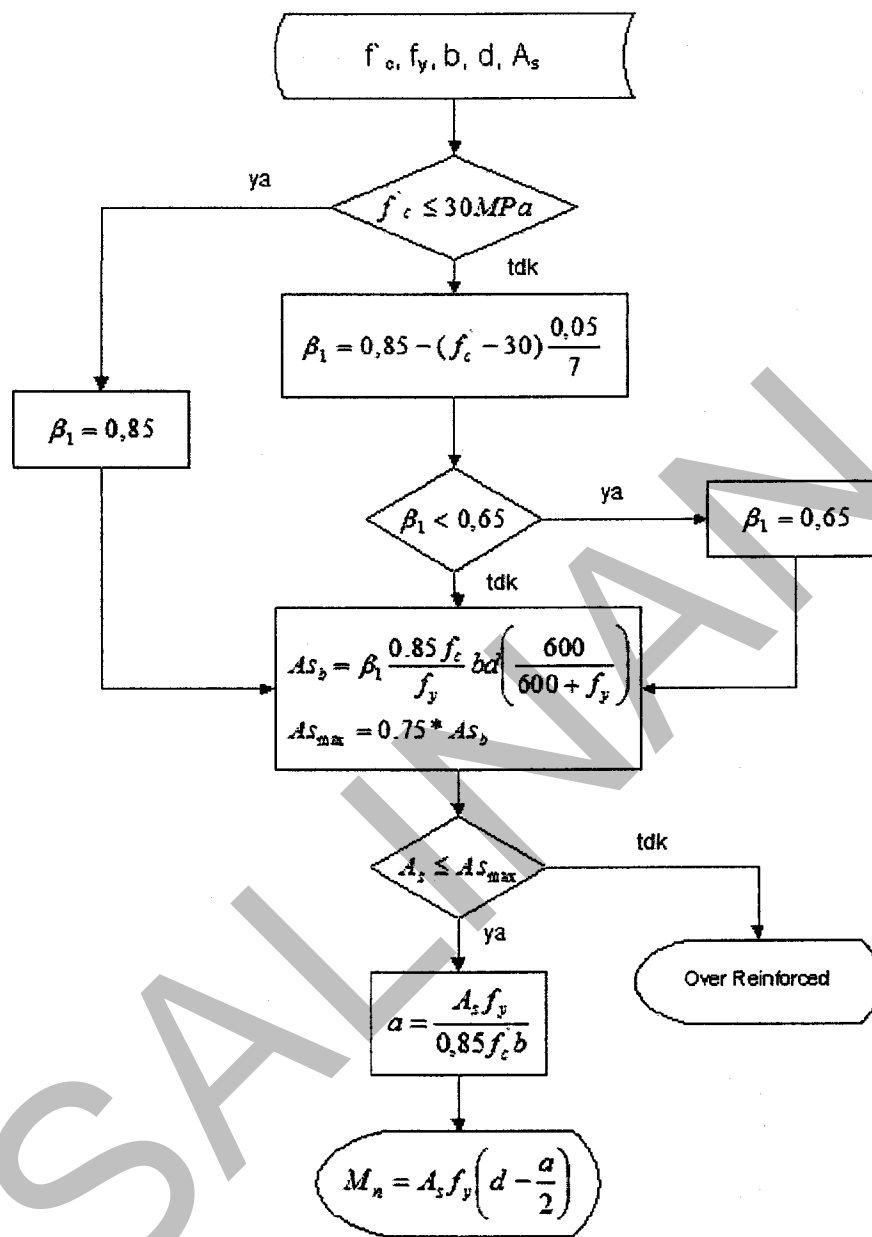 f`c, fy, b, d, As
ya
f`c ≤ 30MPa
tdk
β1 = 0,85 − (f`c − 30) 0,05/7
β1 = 0,85
β1 < 0,65
ya
β1 = 0,65
tdk
Asb = β1 0.85 fc/fy bd(600/(600 + fy))
Asmax = 0.75* Asb
As ≤ Asmax
tdk
ya
Over Reinforced
a = As fy/(0,85 f`c b)
Mn = As fy(d − a/2)
SALINAN